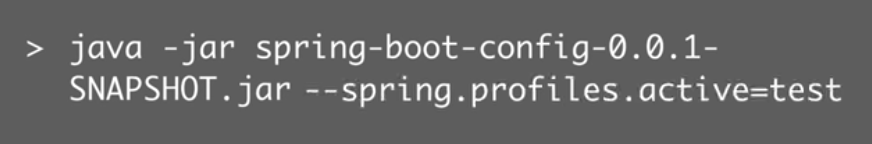 > java -jar spring-boot-config-0.0.1-
SNAPSHOT.jar --spring.profiles.active=test